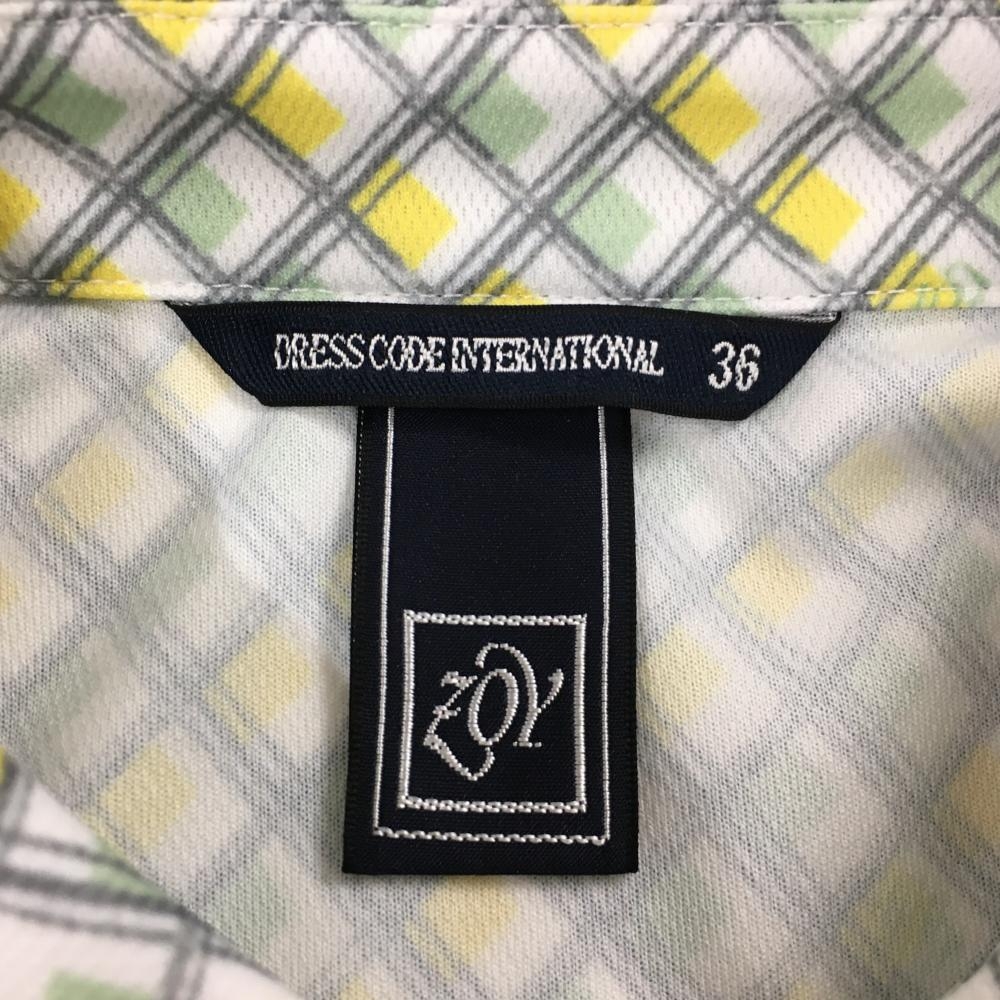 DRESS CODE INTERNATIONAL 36
ZOY